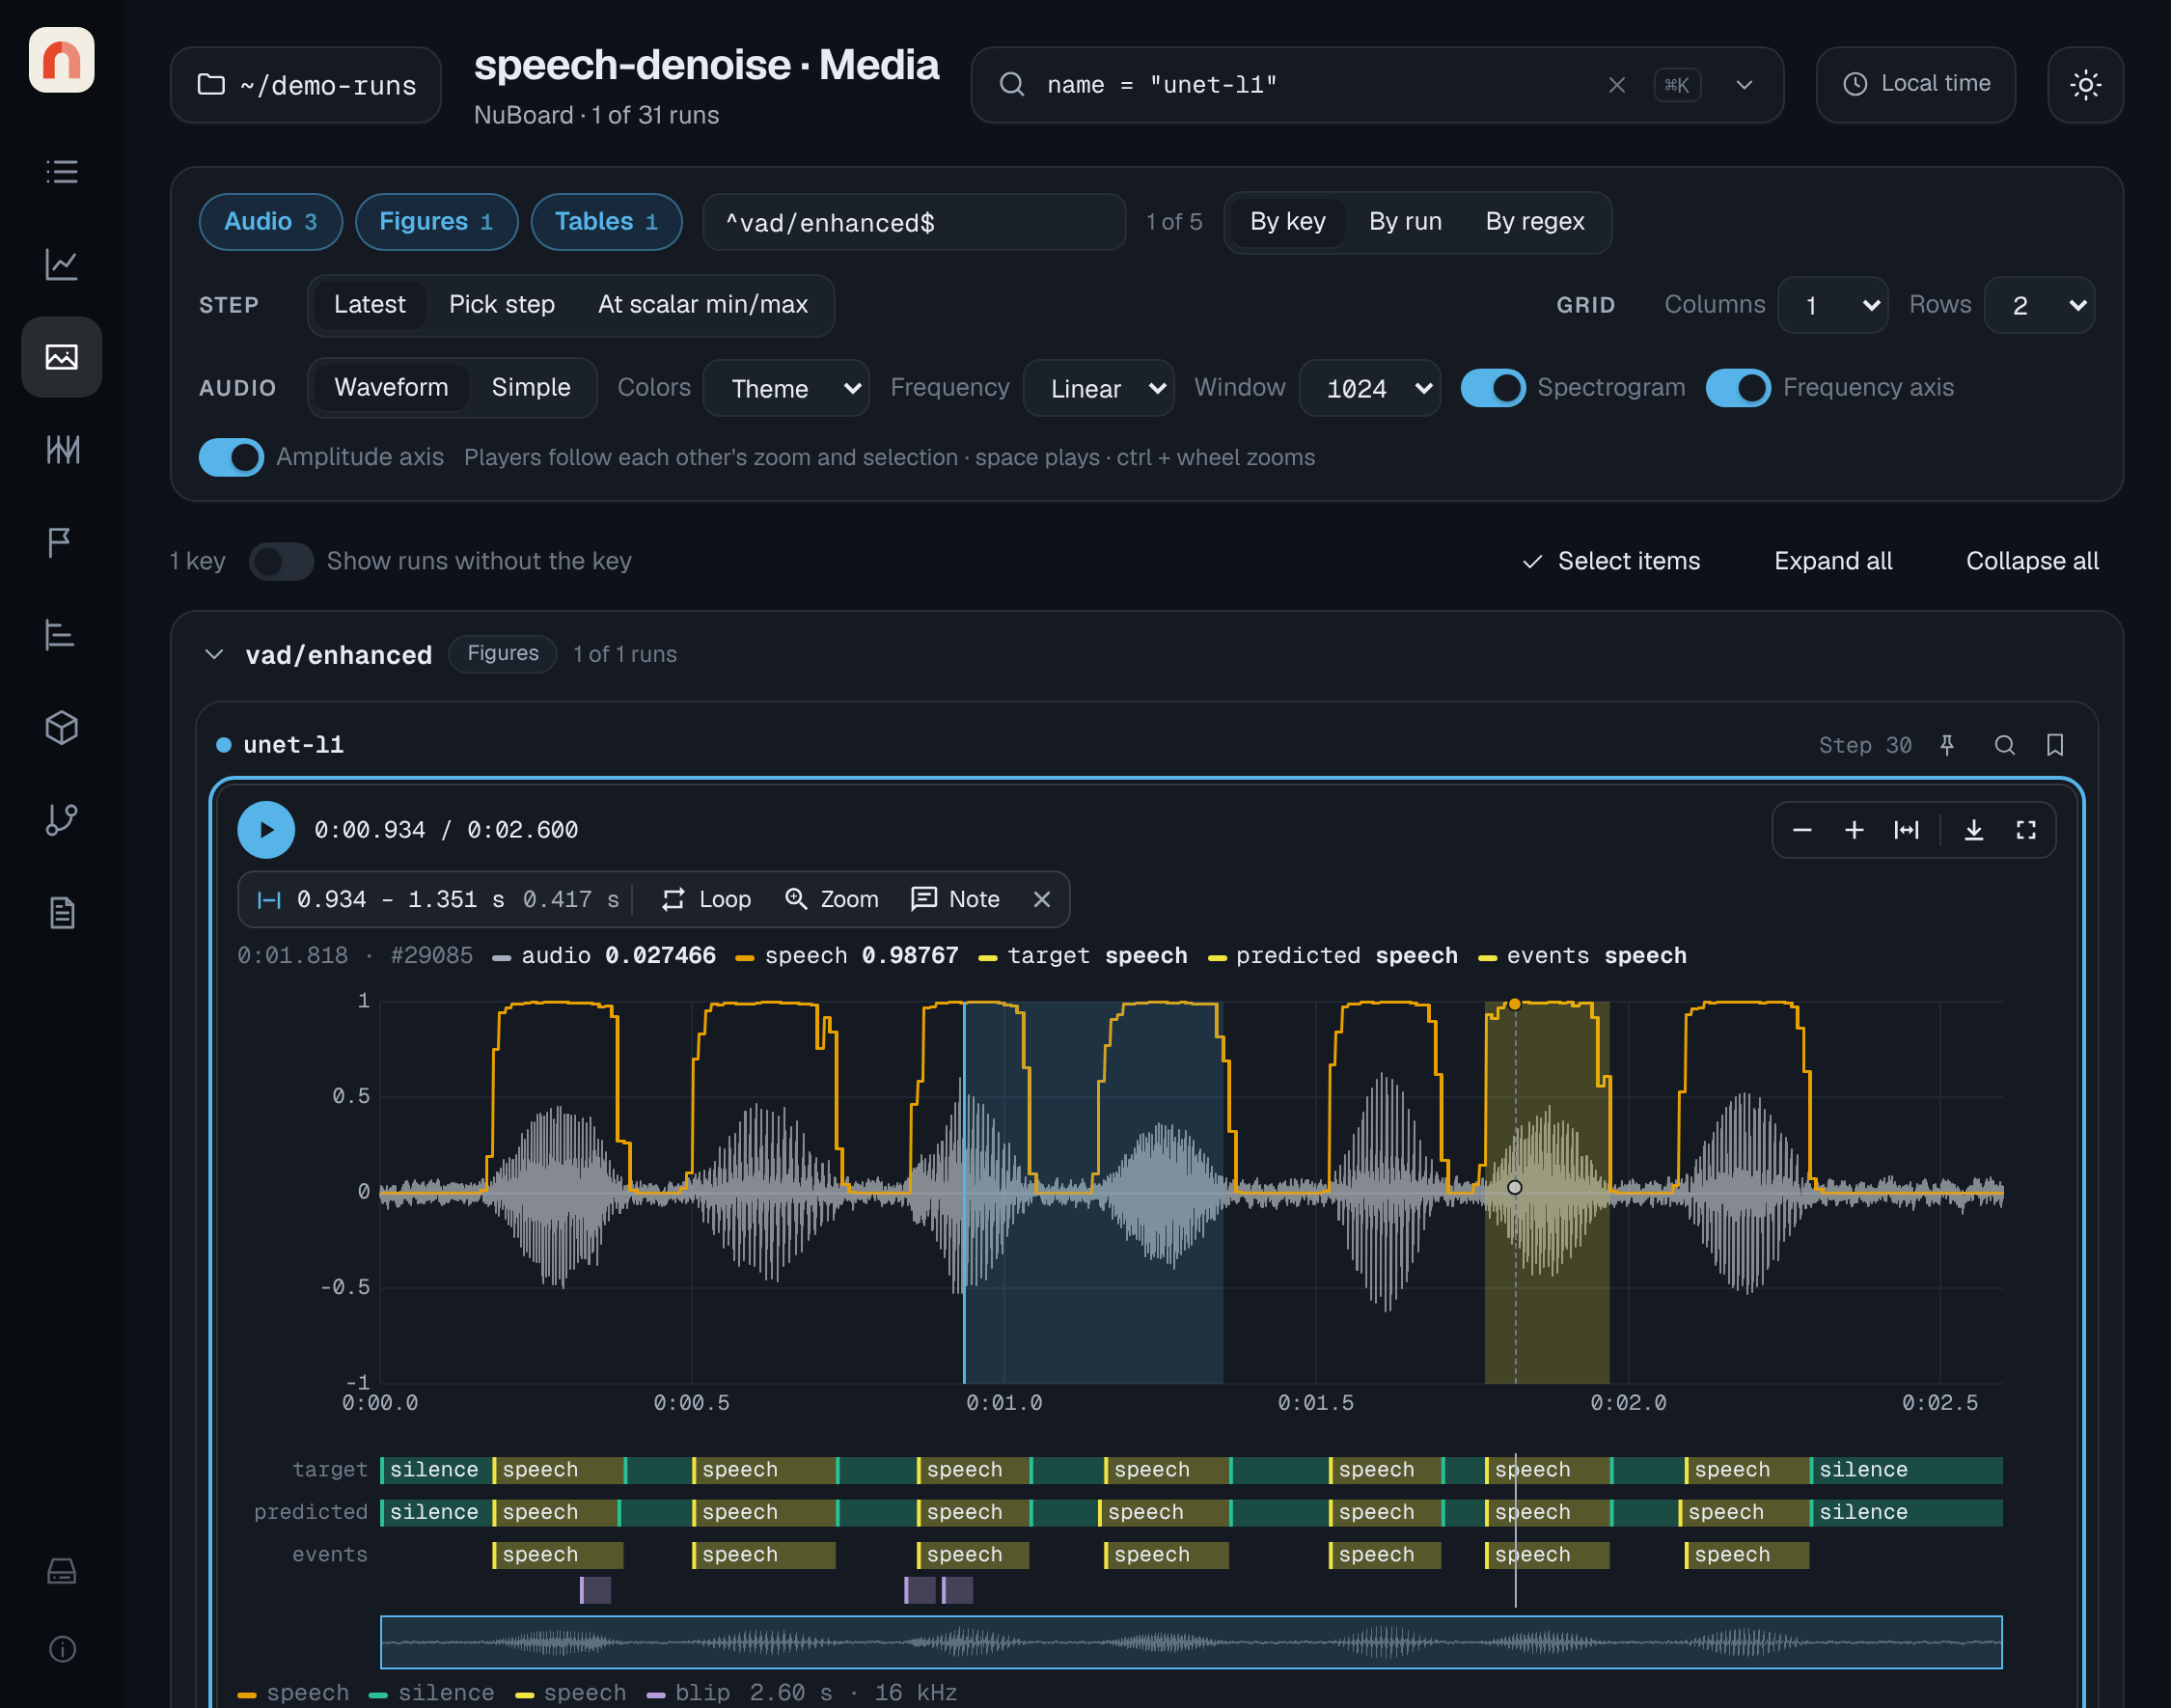 ~/demo-runs
speech-denoise · Media
NuBoard · 1 of 31 runs
name = "unet-l1"
⌘K
Local time
Audio 3
Figures 1
Tables 1
^vad/enhanced$
1 of 5
By key
By run
By regex
STEP
Latest
Pick step
At scalar min/max
GRID
Columns
1
Rows
2
AUDIO
Waveform
Simple
Colors
Theme
Frequency
Linear
Window
1024
Spectrogram
Frequency axis
Amplitude axis
Players follow each other's zoom and selection · space plays · ctrl + wheel zooms
1 key
Show runs without the key
Select items
Expand all
Collapse all
vad/enhanced
Figures
1 of 1 runs
unet-l1
Step 30
0:00.934 / 0:02.600
0.934 – 1.351 s 0.417 s
Loop
Zoom
Note
0:01.818 · #29085 audio 0.027466 speech 0.98767 target speech predicted speech events speech
1
0.5
0
-0.5
-1
0:00.0 0:00.5 0:01.0 0:01.5 0:02.0 0:02.5
target silence speech speech speech speech speech speech speech silence
predicted silence speech speech speech speech speech speech speech silence
events speech speech speech speech speech speech speech
speech silence speech blip 2.60 s · 16 kHz